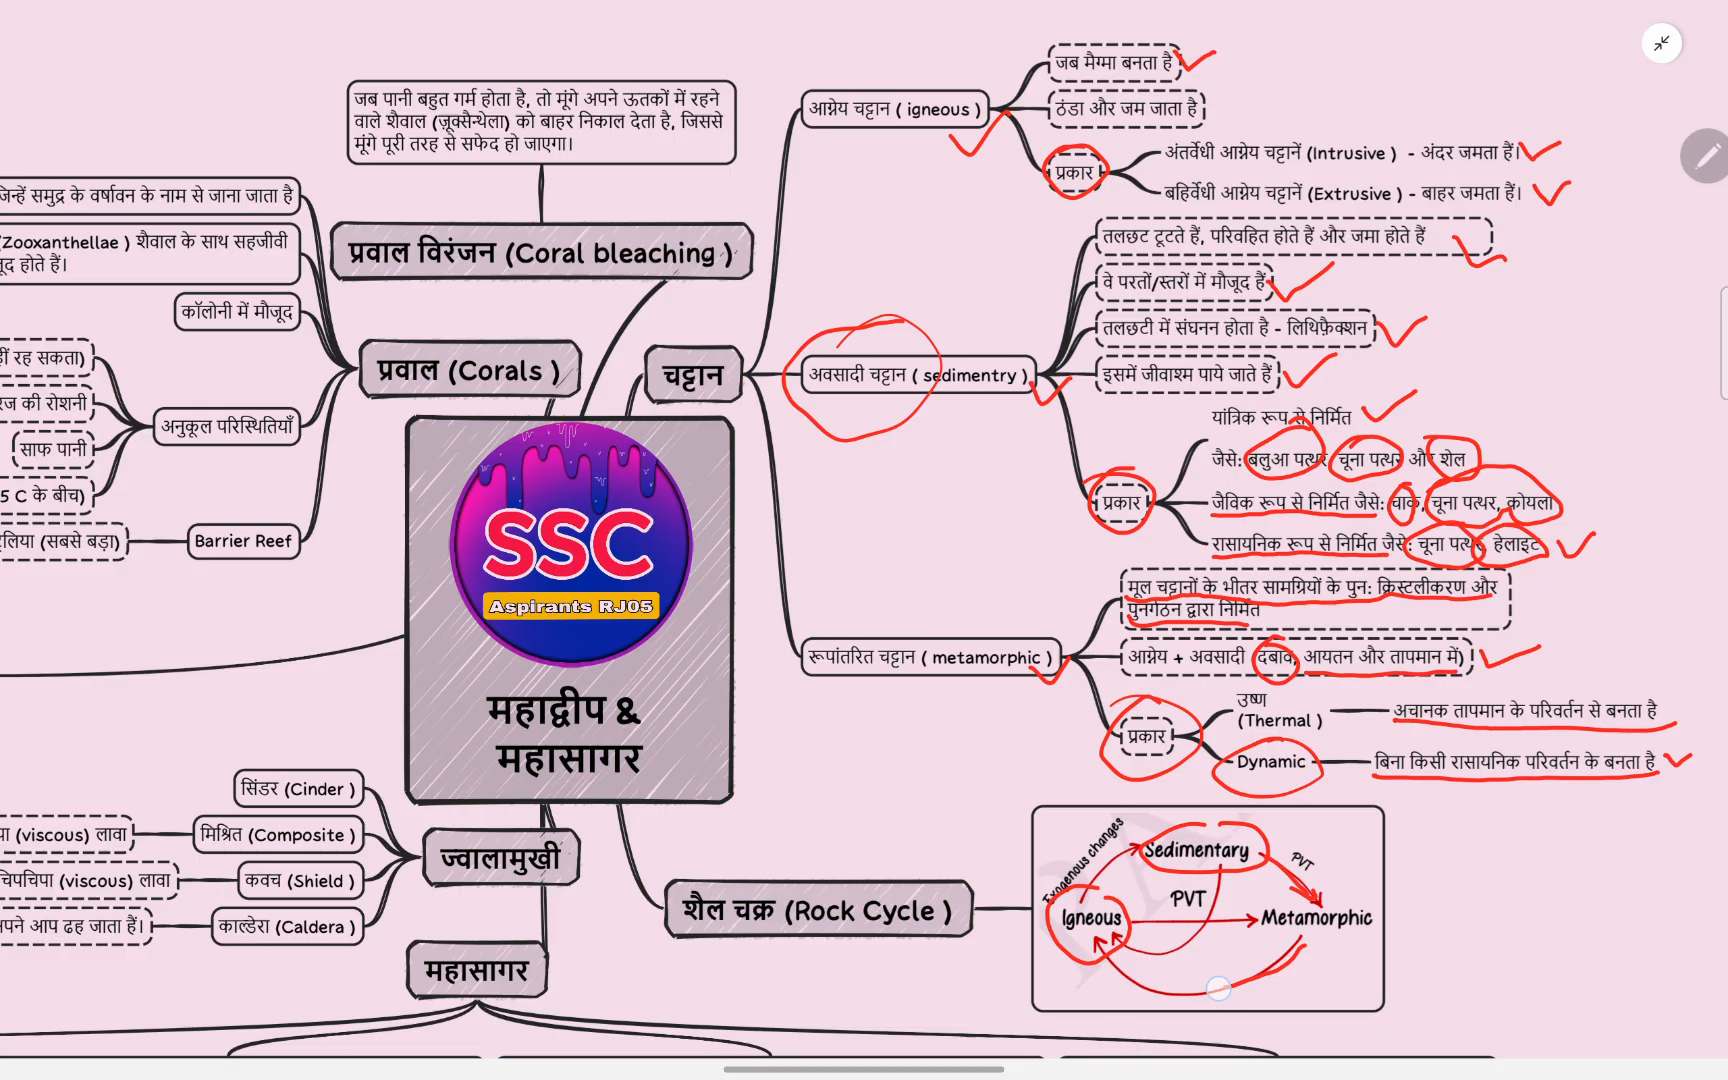 जब पानी बहुत गर्म होता है, तो मूंगे अपने ऊतकों में रहने
वाले शैवाल (ज़ूक्सैन्थेला) को बाहर निकाल देता है, जिससे
मूंगे पूरी तरह से सफेद हो जाएगा।
प्रवाल विरंजन (Coral bleaching )
जिन्हें समुद्र के वर्षावन के नाम से जाना जाता है
(Zooxanthellae ) शैवाल के साथ सहजीवी
होते हैं।
कॉलोनी में मौजूद
प्रवाल (Corals )
रह सकता)
की रोशनी
साफ पानी
5 C के बीच)
अनुकूल परिस्थितियाँ
(सबसे बड़ा)
Barrier Reef
चट्टान
आग्नेय चट्टान ( igneous )
जब मैग्मा बनता है
ठंडा और जम जाता है
प्रकार
अंतर्वेधी आग्नेय चट्टानें (Intrusive ) - अंदर जमता हैं।
बहिर्वेधी आग्नेय चट्टानें (Extrusive ) - बाहर जमता हैं।
अवसादी चट्टान ( sedimentry )
तलछट टूटते हैं, परिवहित होते हैं और जमा होते हैं
वे परतों/स्तरों में मौजूद हैं
तलछटी में संघनन होता है - लिथिफ़ैक्शन
इसमें जीवाश्म पाये जाते हैं
प्रकार
यांत्रिक रूप से निर्मित
जैसे: बलुआ पत्थर, चूना पत्थर और शेल
जैविक रूप से निर्मित जैसे: चाक, चूना पत्थर, कोयला
रासायनिक रूप से निर्मित जैसे: चूना पत्थर, हेलाइट
रूपांतरित चट्टान ( metamorphic )
मूल चट्टानों के भीतर सामग्रियों के पुन: क्रिस्टलीकरण और
पुनर्गठन द्वारा निर्मित
आग्नेय + अवसादी (दबाव, आयतन और तापमान में)
प्रकार
उष्ण
(Thermal )
अचानक तापमान के परिवर्तन से बनता है
Dynamic
बिना किसी रासायनिक परिवर्तन के बनता है
SSC
Aspirants RJ05
महाद्वीप &
महासागर
सिंडर (Cinder )
(viscous) लावा
मिश्रित (Composite )
चिपचिपा (viscous) लावा
कवच (Shield )
अपने आप ढह जाता हैं।
काल्डेरा (Caldera )
ज्वालामुखी
महासागर
शैल चक्र (Rock Cycle )
Exogenous changes
Sedimentary
PVT
PVT
Igneous
Metamorphic